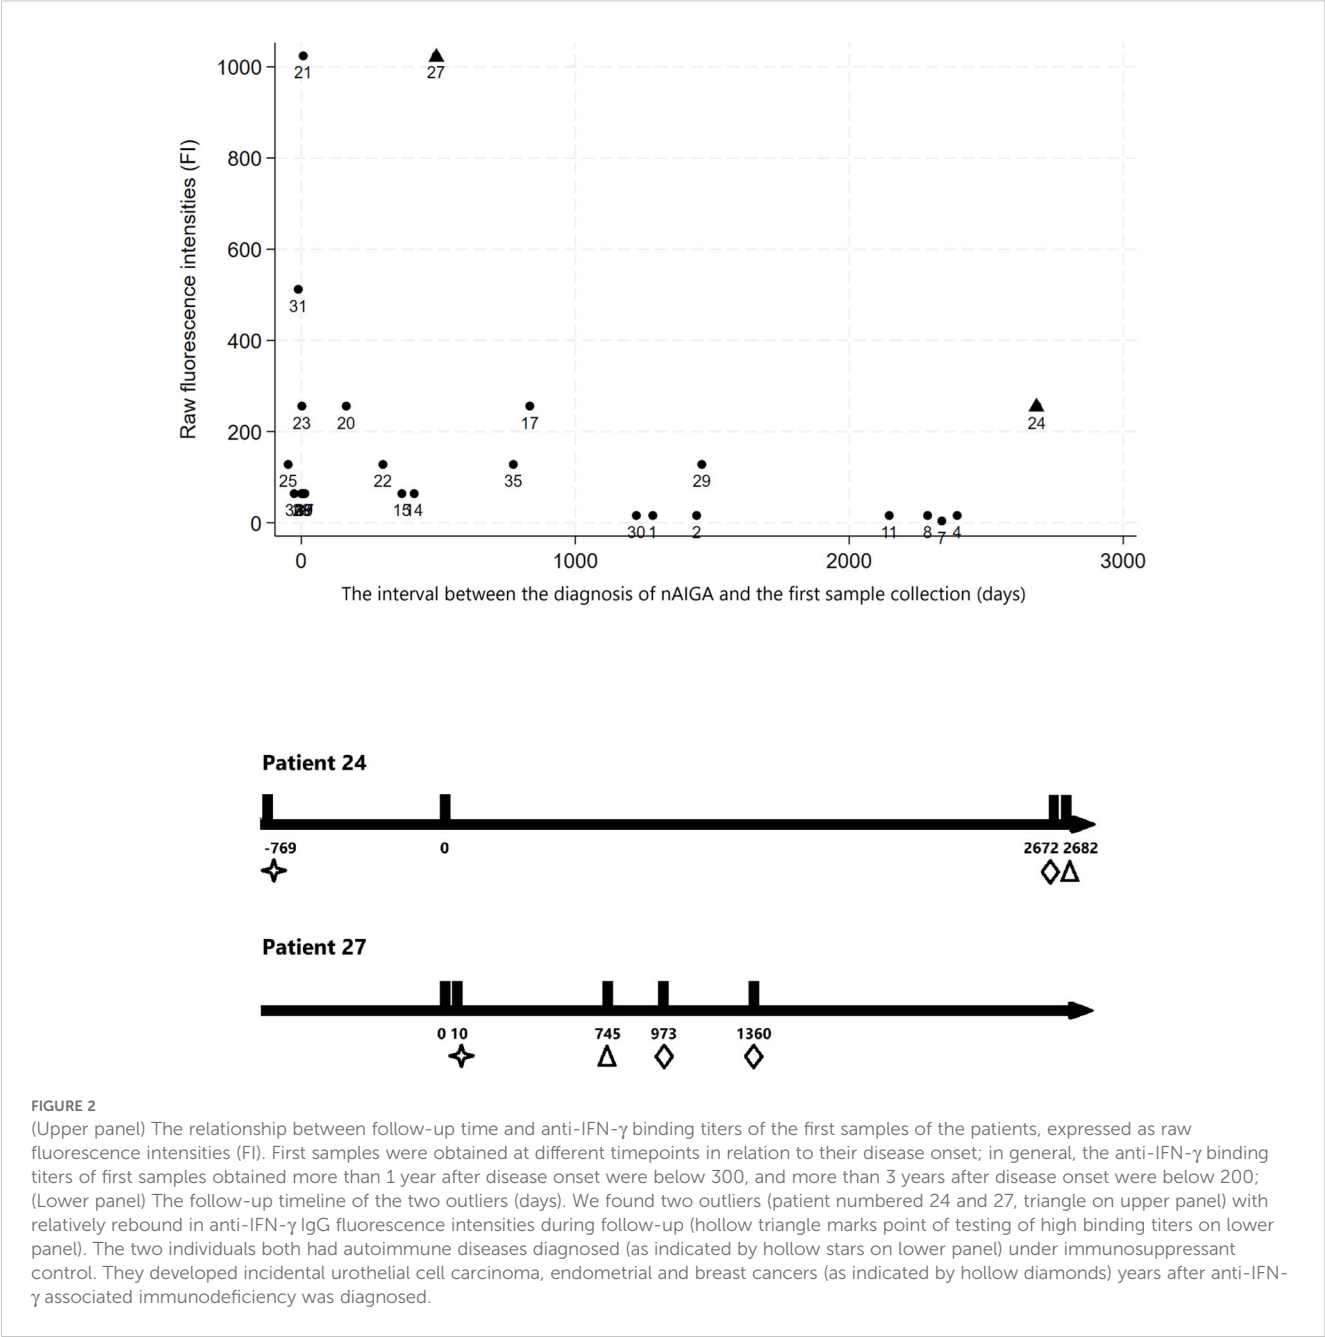 1000
21
27
800
600
31
400
23
20
17
24
200
25
22
35
29
15
14
0
30
1
2
11
8
7
4
0
1000
2000
3000
Raw fluorescence intensities (FI)
The interval between the diagnosis of nAIGA and the first sample collection (days)
Patient 24
-769
0
2672 2682
Patient 27
0 10
745
973
1360
FIGURE 2
(Upper panel) The relationship between follow-up time and anti-IFN-γ binding titers of the first samples of the patients, expressed as raw
fluorescence intensities (FI). First samples were obtained at different timepoints in relation to their disease onset; in general, the anti-IFN-γ binding
titers of first samples obtained more than 1 year after disease onset were below 300, and more than 3 years after disease onset were below 200;
(Lower panel) The follow-up timeline of the two outliers (days). We found two outliers (patient numbered 24 and 27, triangle on upper panel) with
relatively rebound in anti-IFN-γ IgG fluorescence intensities during follow-up (hollow triangle marks point of testing of high binding titers on lower
panel). The two individuals both had autoimmune diseases diagnosed (as indicated by hollow stars on lower panel) under immunosuppressant
control. They developed incidental urothelial cell carcinoma, endometrial and breast cancers (as indicated by hollow diamonds) years after anti-IFN-
γ associated immunodeficiency was diagnosed.